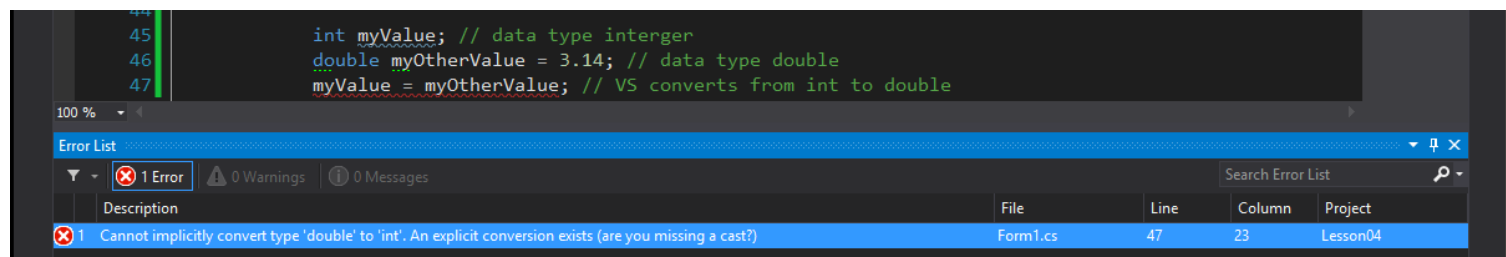 44
45 int myValue; // data type interger
46 double myOtherValue = 3.14; // data type double
47 myValue = myOtherValue; // VS converts from int to double
100 %
Error List
1 Error 0 Warnings 0 Messages Search Error List
Description File Line Column Project
1 Cannot implicitly convert type 'double' to 'int'. An explicit conversion exists (are you missing a cast?) Form1.cs 47 23 Lesson04